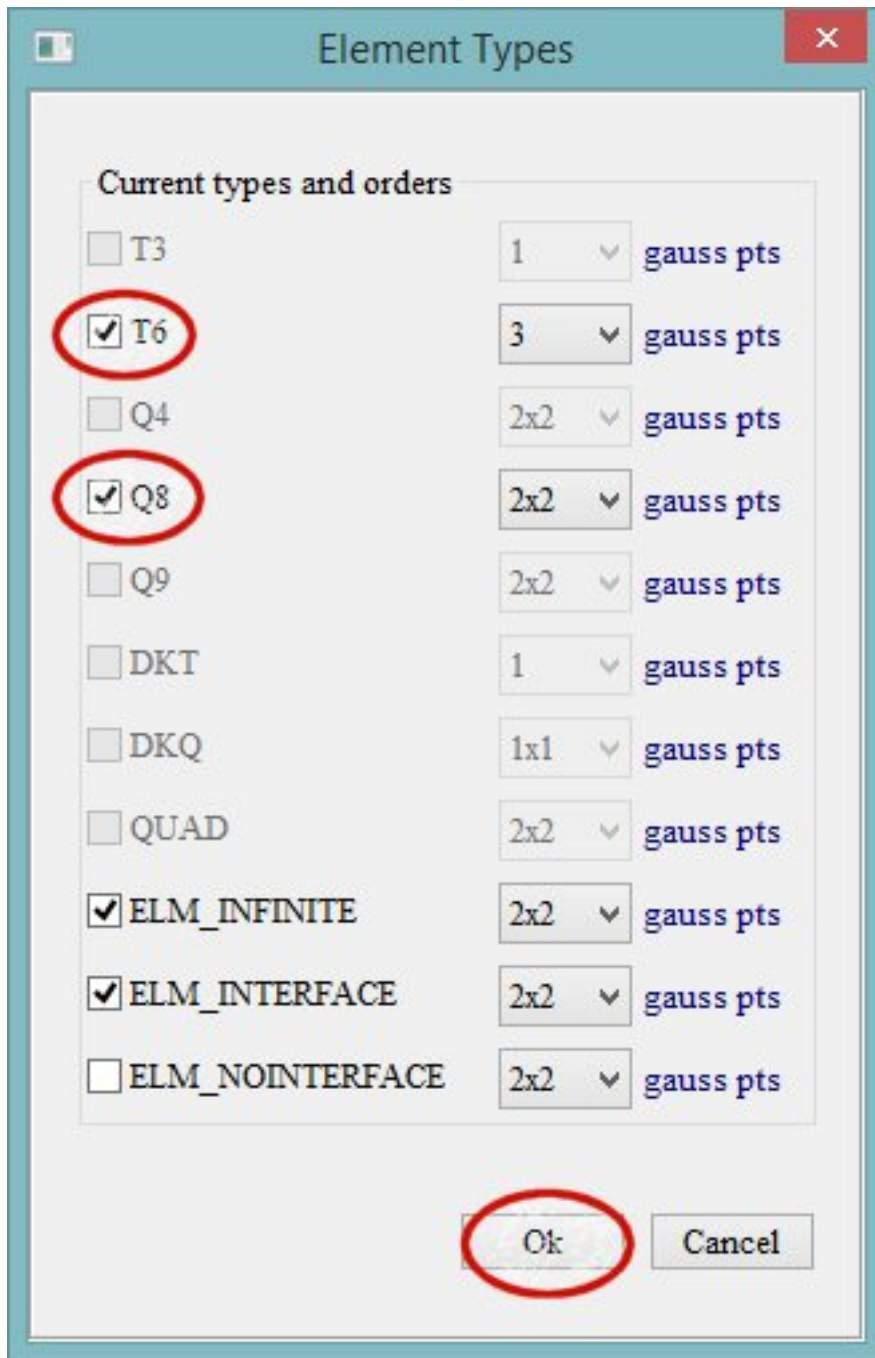 Element Types
Current types and orders
T3 1 gauss pts
T6 3 gauss pts
Q4 2x2 gauss pts
Q8 2x2 gauss pts
Q9 2x2 gauss pts
DKT 1 gauss pts
DKQ 1x1 gauss pts
QUAD 2x2 gauss pts
ELM_INFINITE 2x2 gauss pts
ELM_INTERFACE 2x2 gauss pts
ELM_NOINTERFACE 2x2 gauss pts
Ok Cancel